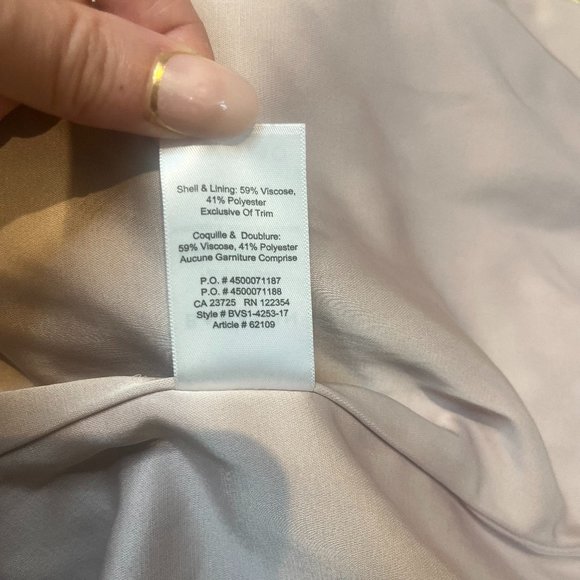 Shell & Lining: 59% Viscose,
41% Polyester
Exclusive Of Trim
Coquille & Doublure:
59% Viscose, 41% Polyester
Aucune Garniture Comprise
P.O. # 4500071187
P.O. # 4500071188
CA 23725 RN 122354
Style # BVS1-4253-17
Article # 62109